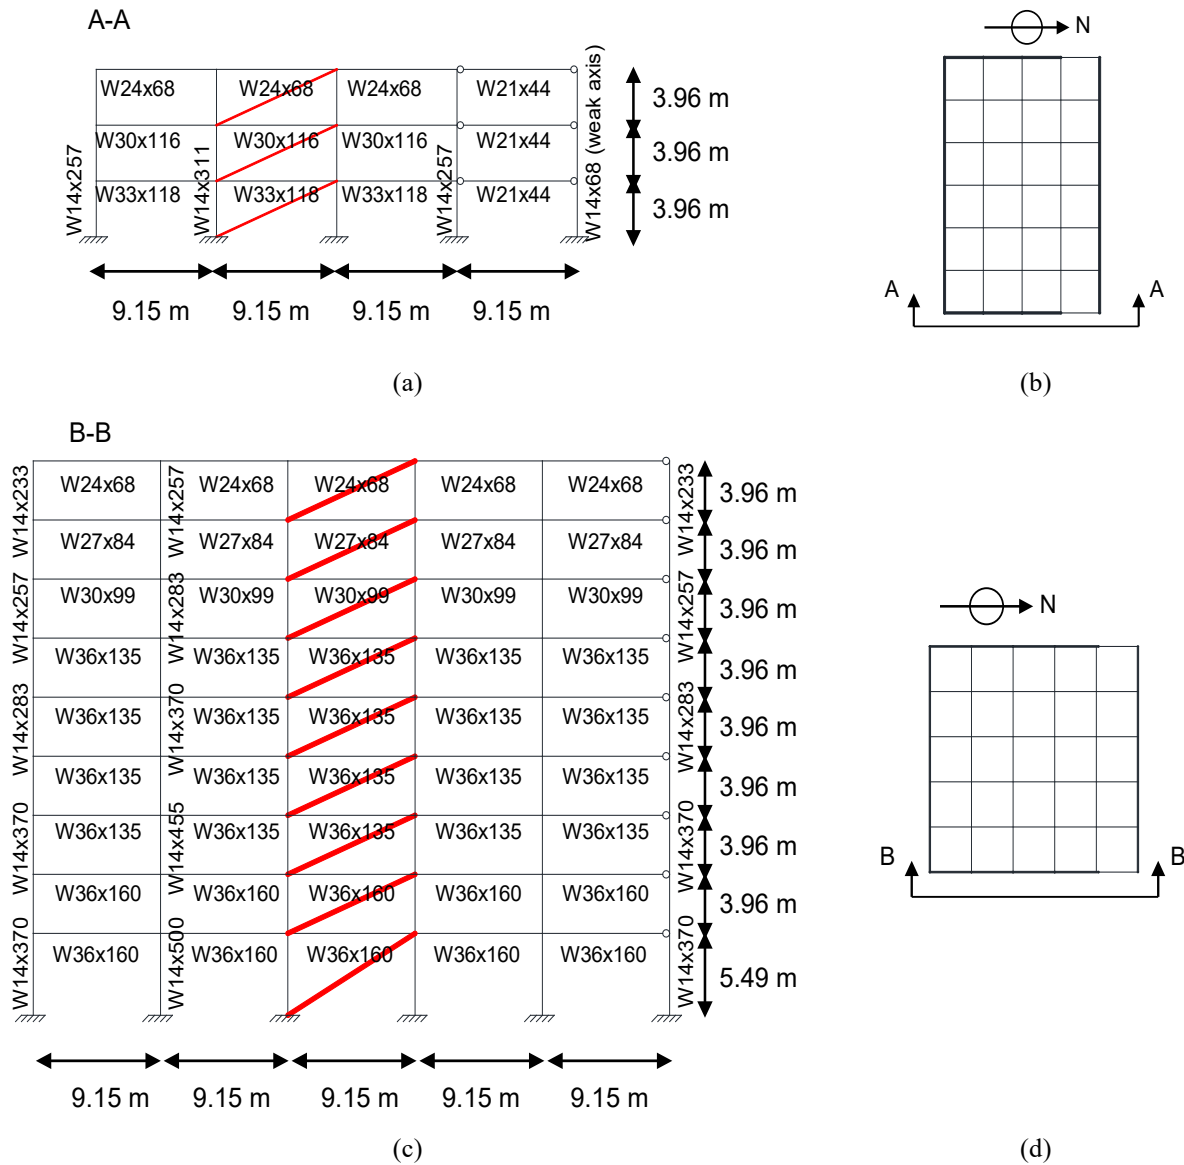 A-A
W24x68 W24x68 W24x68 W21x44
W30x116 W30x116 W30x116 W21x44
W33x118 W33x118 W33x118 W21x44
W14x257
W14x311
W14x257
W14x68 (weak axis)
3.96 m
3.96 m
3.96 m
9.15 m 9.15 m 9.15 m 9.15 m
(a)
N
A A
(b)
B-B
W24x68 W24x68 W24x68 W24x68 W24x68
W27x84 W27x84 W27x84 W27x84 W27x84
W30x99 W30x99 W30x99 W30x99 W30x99
W36x135 W36x135 W36x135 W36x135 W36x135
W36x135 W36x135 W36x135 W36x135 W36x135
W36x135 W36x135 W36x135 W36x135 W36x135
W36x135 W36x135 W36x135 W36x135 W36x135
W36x160 W36x160 W36x160 W36x160 W36x160
W36x160 W36x160 W36x160 W36x160 W36x160
W14x233
W14x257
W14x283
W14x370
W14x370
W14x257
W14x283
W14x370
W14x455
W14x500
W14x233
W14x257
W14x283
W14x370
W14x370
3.96 m
3.96 m
3.96 m
3.96 m
3.96 m
3.96 m
3.96 m
3.96 m
5.49 m
9.15 m 9.15 m 9.15 m 9.15 m 9.15 m
(c)
N
B B
(d)